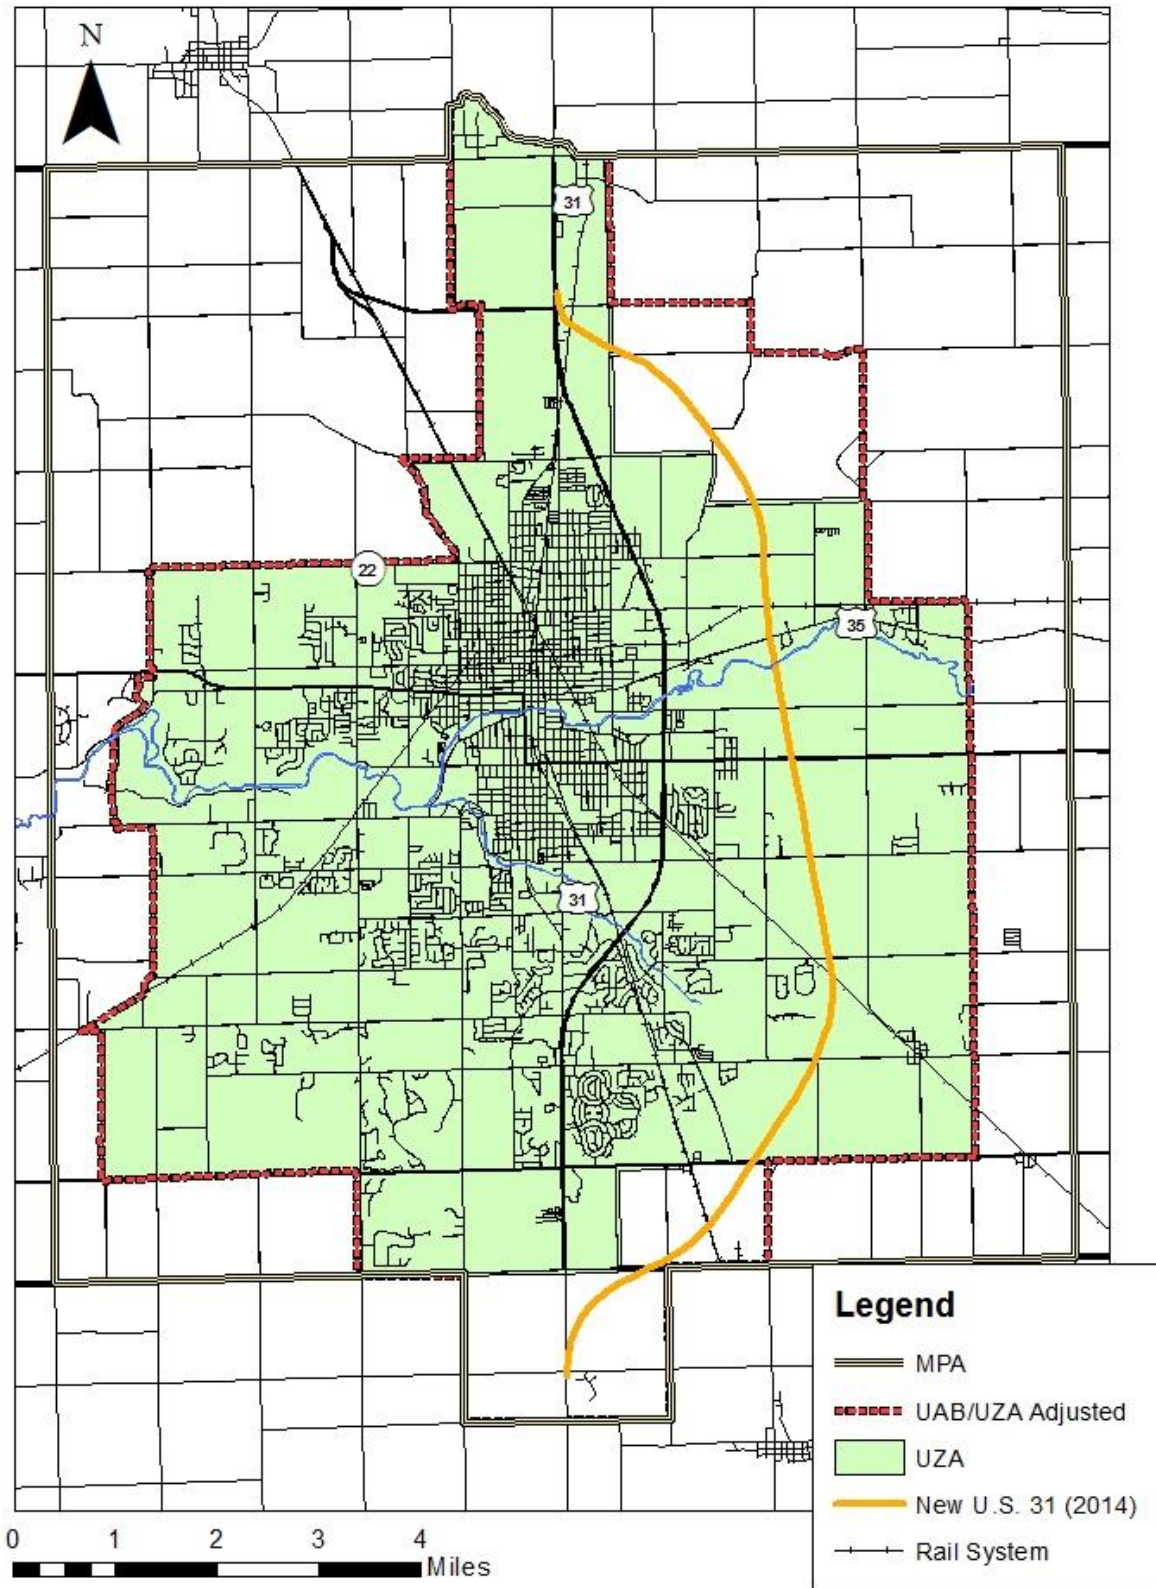 N
31
22
35
31
Legend
MPA
UAB/UZA Adjusted
UZA
New U.S. 31 (2014)
Rail System
0 1 2 3 4
Miles